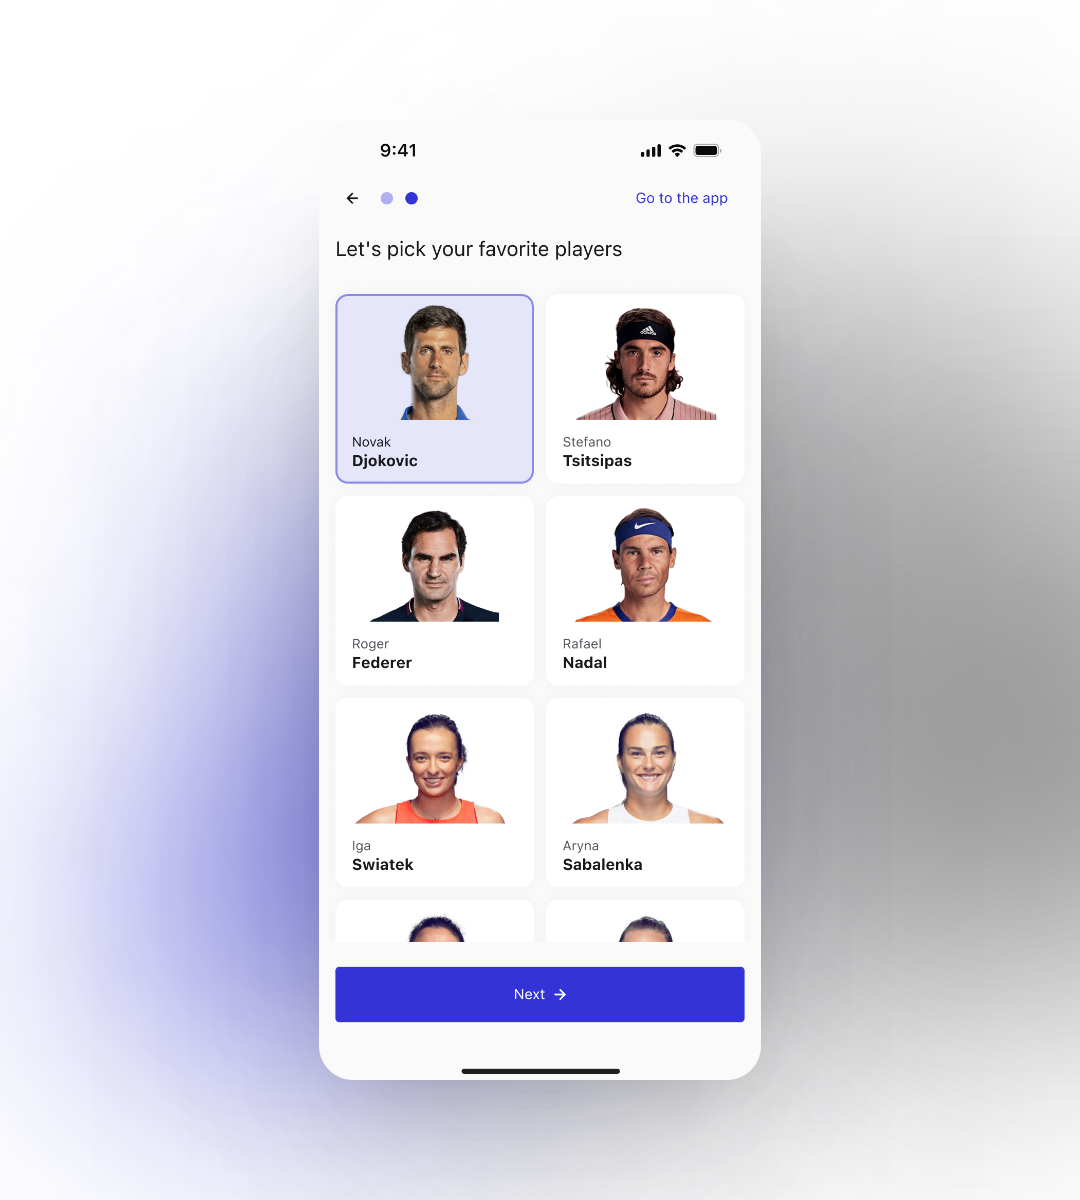 9:41
Go to the app
Let's pick your favorite players
Novak
Djokovic
Stefano
Tsitsipas
Roger
Federer
Rafael
Nadal
Iga
Swiatek
Aryna
Sabalenka
Next